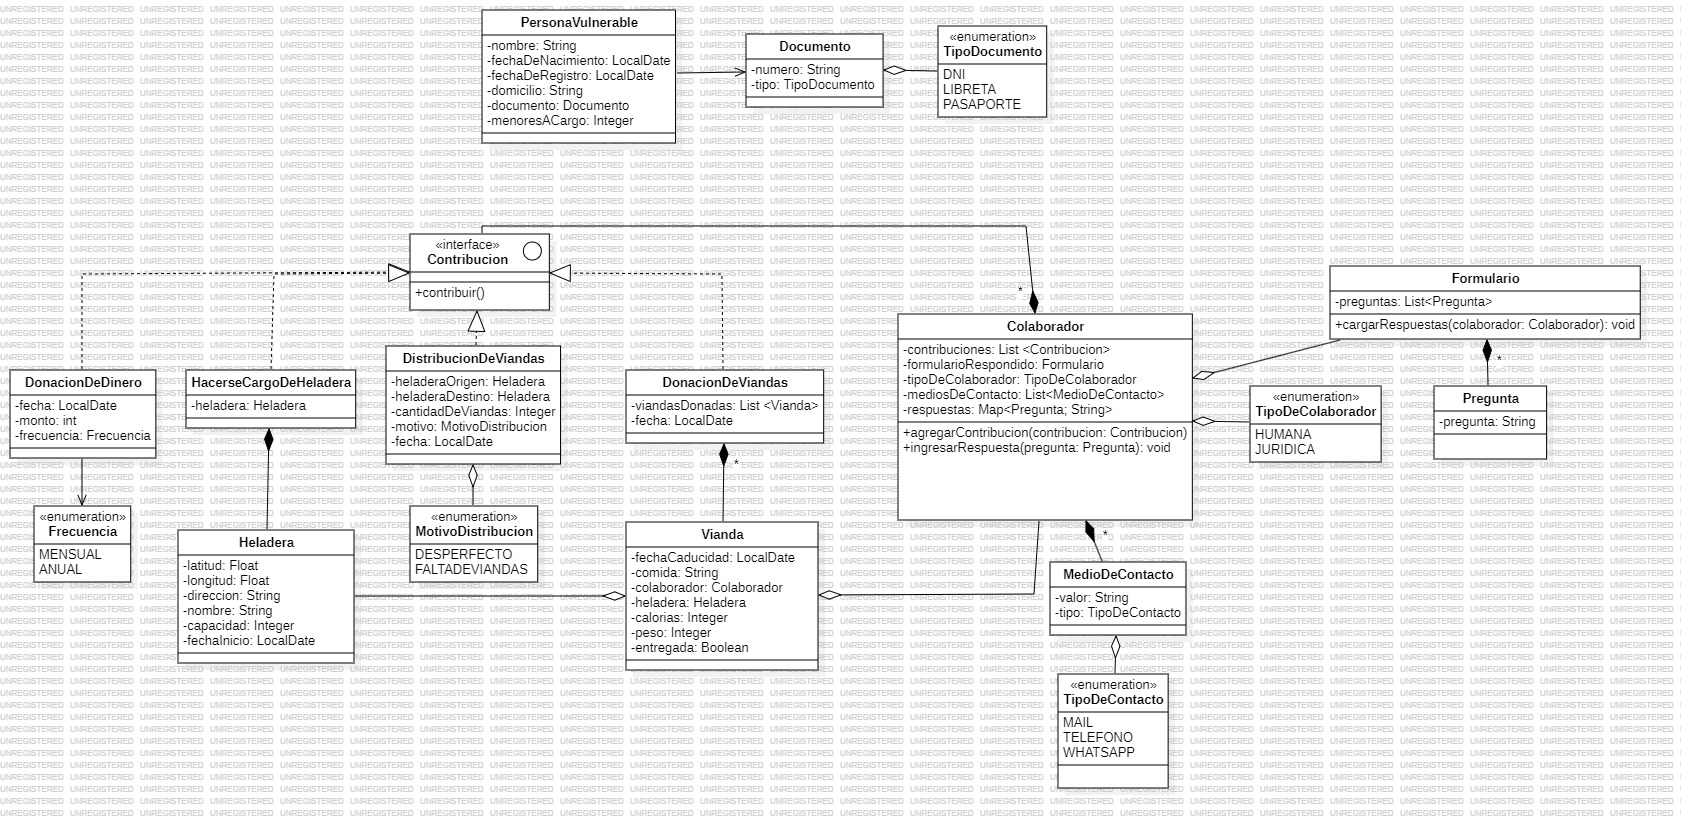 PersonaVulnerable
-nombre: String
-fechaDeNacimiento: LocalDate
-fechaDeRegistro: LocalDate
-domicilio: String
-documento: Documento
-menoresACargo: Integer
Documento
-numero: String
-tipo: TipoDocumento
«enumeration»
TipoDocumento
DNI
LIBRETA
PASAPORTE
«interface»
Contribucion
+contribuir()
DonacionDeDinero
-fecha: LocalDate
-monto: int
-frecuencia: Frecuencia
HacerseCargoDeHeladera
-heladera: Heladera
DistribucionDeViandas
-heladeraOrigen: Heladera
-heladeraDestino: Heladera
-cantidadDeViandas: Integer
-motivo: MotivoDistribucion
-fecha: LocalDate
DonacionDeViandas
-viandasDonadas: List <Vianda>
-fecha: LocalDate
*
*
Colaborador
-contribuciones: List <Contribucion>
-formularioRespondido: Formulario
-tipoDeColaborador: TipoDeColaborador
-mediosDeContacto: List<MedioDeContacto>
-respuestas: Map<Pregunta; String>
+agregarContribucion(contribucion: Contribucion)
+ingresarRespuesta(pregunta: Pregunta): void
Formulario
-preguntas: List<Pregunta>
+cargarRespuestas(colaborador: Colaborador): void
*
«enumeration»
TipoDeColaborador
HUMANA
JURIDICA
Pregunta
-pregunta: String
«enumeration»
Frecuencia
MENSUAL
ANUAL
Heladera
-latitud: Float
-longitud: Float
-direccion: String
-nombre: String
-capacidad: Integer
-fechaInicio: LocalDate
«enumeration»
MotivoDistribucion
DESPERFECTO
FALTADEVIANDAS
Vianda
-fechaCaducidad: LocalDate
-comida: String
-colaborador: Colaborador
-heladera: Heladera
-calorias: Integer
-peso: Integer
-entregada: Boolean
*
MedioDeContacto
-valor: String
-tipo: TipoDeContacto
«enumeration»
TipoDeContacto
MAIL
TELEFONO
WHATSAPP
UNREGISTERED